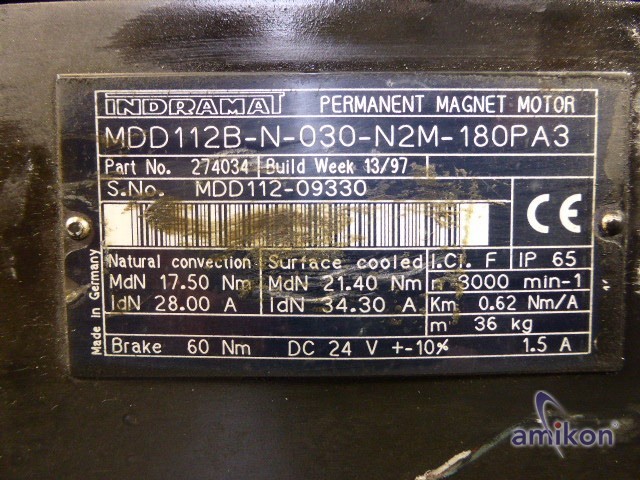 INDRAMAT PERMANENT MAGNET MOTOR
MDD112B-N-030-N2M-180PA3
Part No. 274034 Build Week 13/97
S.No. MDD112-09330
CE
Natural convection Surface cooled I.Cl. F IP 65
MdN 17.50 Nm MdN 21.40 Nm n 3000 min-1
IdN 28.00 A IdN 34.30 A Km 0.62 Nm/A
m 36 kg
Brake 60 Nm DC 24 V +-10% 1.5 A
Made in Germany
amikon